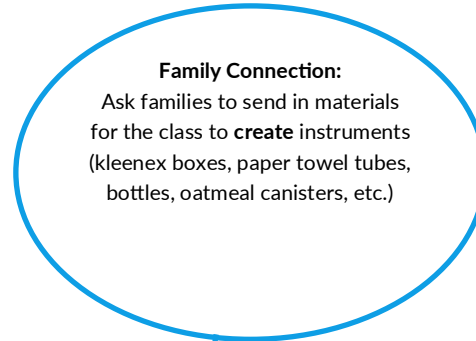 Family Connection:
Ask families to send in materials
for the class to create instruments
(kleenex boxes, paper towel tubes,
bottles, oatmeal canisters, etc.)